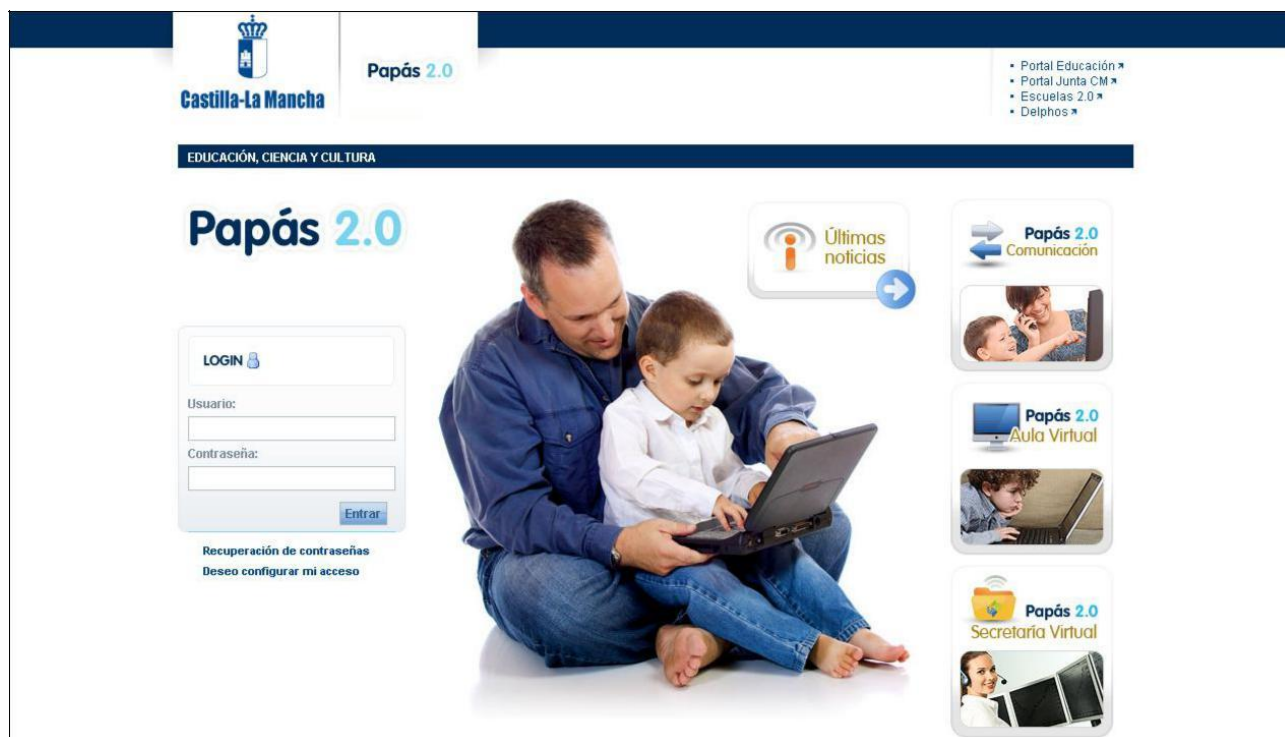 Castilla-La Mancha
Papás 2.0
Portal Educación
Portal Junta CM
Escuelas 2.0
Delphos
EDUCACIÓN, CIENCIA Y CULTURA
Papás 2.0
LOGIN
Usuario:
Contraseña:
Entrar
Recuperación de contraseñas
Deseo configurar mi acceso
Últimas
noticias
Papás 2.0
Comunicación
Papás 2.0
Aula Virtual
Papás 2.0
Secretaría Virtual